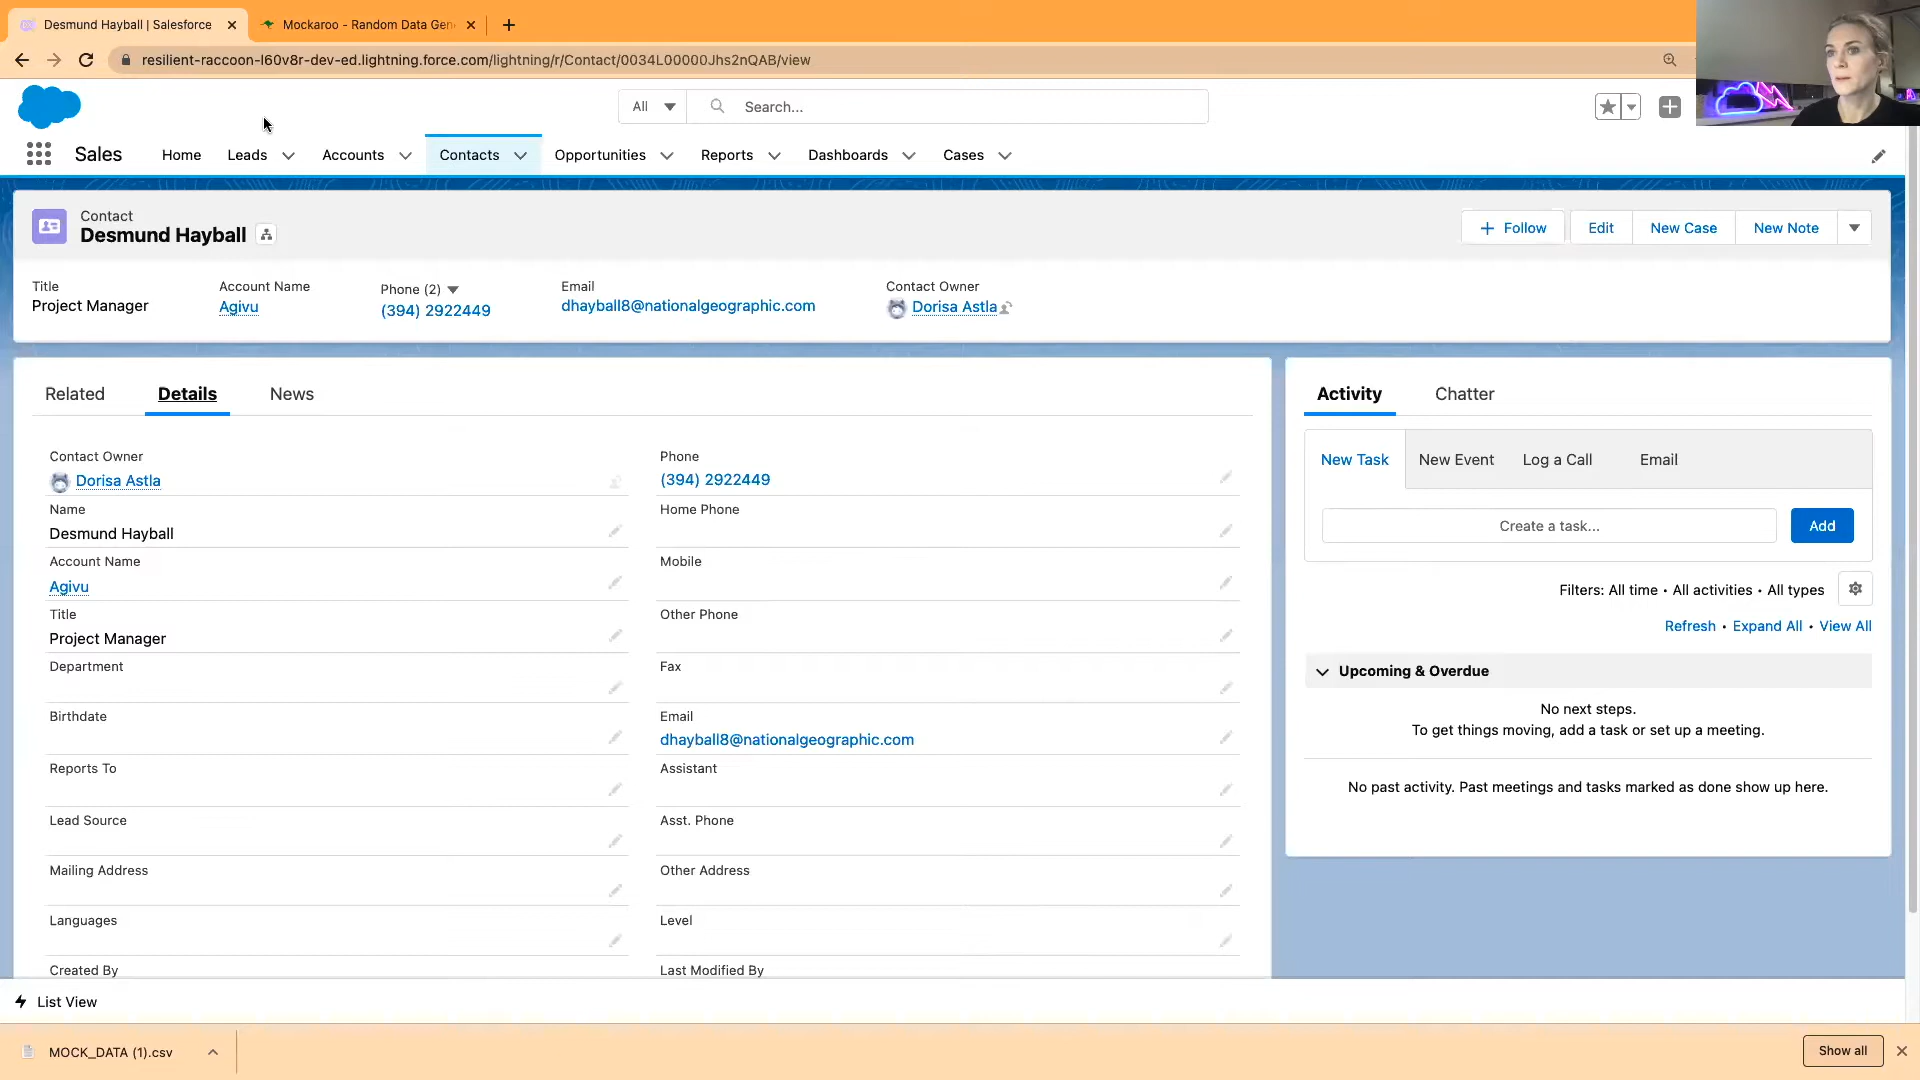 Desmund Hayball | Salesforce
Mockaroo - Random Data Gen
resilient-raccoon-l60v8r-dev-ed.lightning.force.com/lightning/r/Contact/0034L00000Jhs2nQAB/view
All
Search...
Sales
Home
Leads
Accounts
Contacts
Opportunities
Reports
Dashboards
Cases
Contact
Desmund Hayball
Follow
Edit
New Case
New Note
Title
Project Manager
Account Name
Agivu
Phone (2)
(394) 2922449
Email
dhayball8@nationalgeographic.com
Contact Owner
Dorisa Astla
Related
Details
News
Contact Owner
Dorisa Astla
Name
Desmund Hayball
Account Name
Agivu
Title
Project Manager
Department
Birthdate
Reports To
Lead Source
Mailing Address
Languages
Created By
Phone
(394) 2922449
Home Phone
Mobile
Other Phone
Fax
Email
dhayball8@nationalgeographic.com
Assistant
Asst. Phone
Other Address
Level
Last Modified By
Activity
Chatter
New Task
New Event
Log a Call
Email
Create a task...
Add
Filters: All time • All activities • All types
Refresh • Expand All • View All
Upcoming & Overdue
No next steps.
To get things moving, add a task or set up a meeting.
No past activity. Past meetings and tasks marked as done show up here.
List View
MOCK_DATA (1).csv
Show all